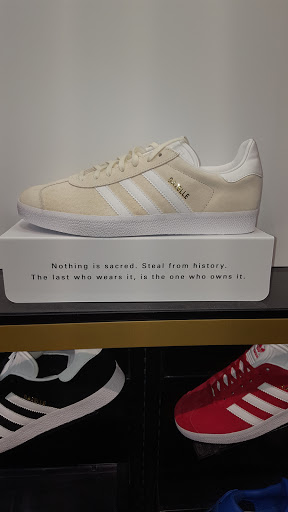 GAZELLE
Nothing is sacred. Steal from history.
The last who wears it, is the one who owns it.